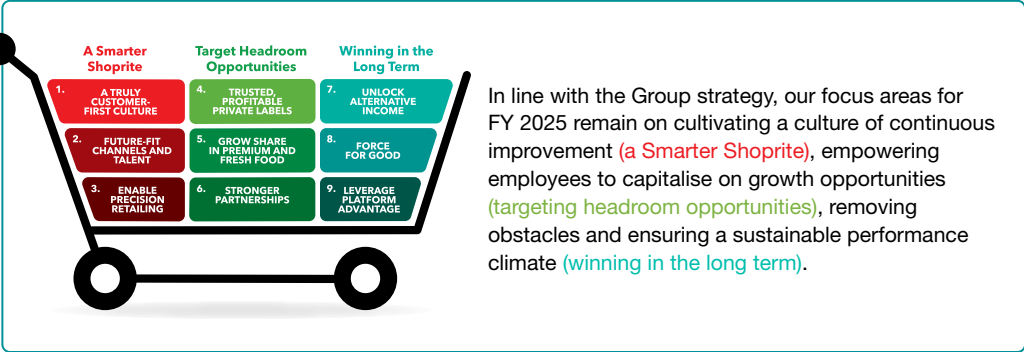 A Smarter
Shoprite
1.
A TRULY
CUSTOMER-
FIRST CULTURE
2.
FUTURE-FIT
CHANNELS AND
TALENT
3.
ENABLE
PRECISION
RETAILING
Target Headroom
Opportunities
4.
TRUSTED,
PROFITABLE
PRIVATE LABELS
5.
GROW SHARE
IN PREMIUM AND
FRESH FOOD
6.
STRONGER
PARTNERSHIPS
Winning in the
Long Term
7.
UNLOCK
ALTERNATIVE
INCOME
8.
FORCE
FOR GOOD
9.
LEVERAGE
PLATFORM
ADVANTAGE
In line with the Group strategy, our focus areas for
FY 2025 remain on cultivating a culture of continuous
improvement (a Smarter Shoprite), empowering
employees to capitalise on growth opportunities
(targeting headroom opportunities), removing
obstacles and ensuring a sustainable performance
climate (winning in the long term).